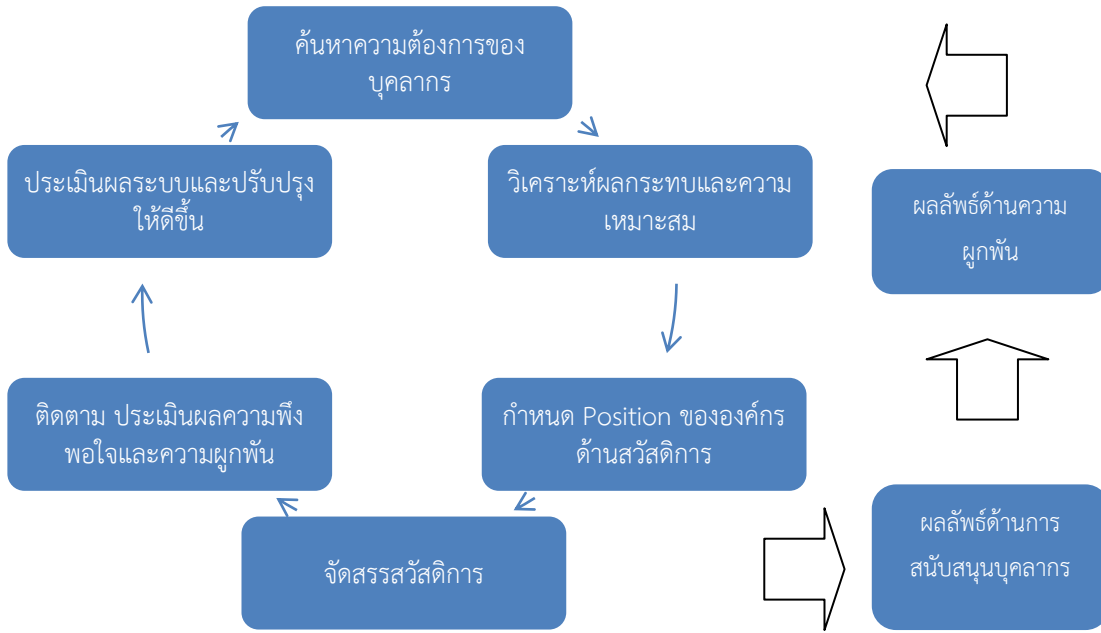 ค้นหาความต้องการของ
บุคลากร
วิเคราะห์ผลกระทบและความ
เหมาะสม
กำหนด Position ขององค์กร
ด้านสวัสดิการ
จัดสรรสวัสดิการ
ติดตาม ประเมินผลความพึง
พอใจและความผูกพัน
ประเมินผลระบบและปรับปรุง
ให้ดีขึ้น
ผลลัพธ์ด้านการ
สนับสนุนบุคลากร
ผลลัพธ์ด้านความ
ผูกพัน